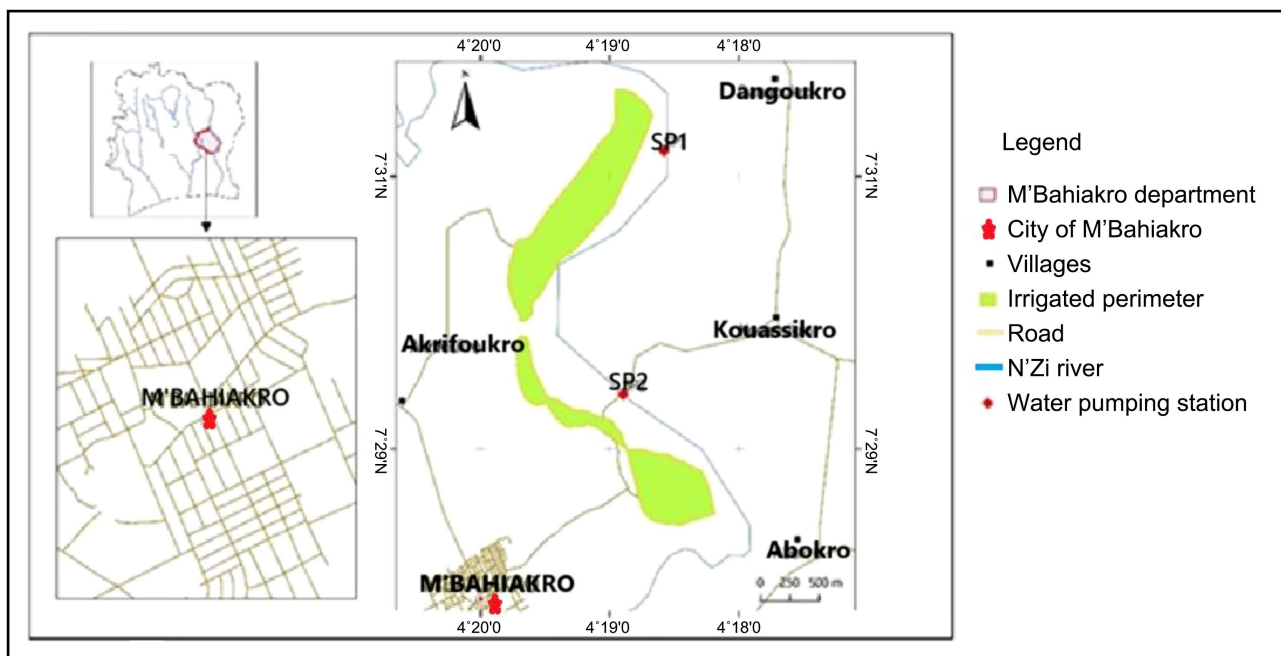 4°20'0 4°19'0 4°18'0
N
Dangoukro
SP1
7°31'N 7°31'N
M'BAHIAKRO
Akrifoukro
Kouassikro
SP2
7°29'N 7°29'N
Abokro
M'BAHIAKRO
0 250 500 m
4°20'0 4°19'0 4°18'0
Legend
M'Bahiakro department
City of M'Bahiakro
Villages
Irrigated perimeter
Road
N'Zi river
Water pumping station